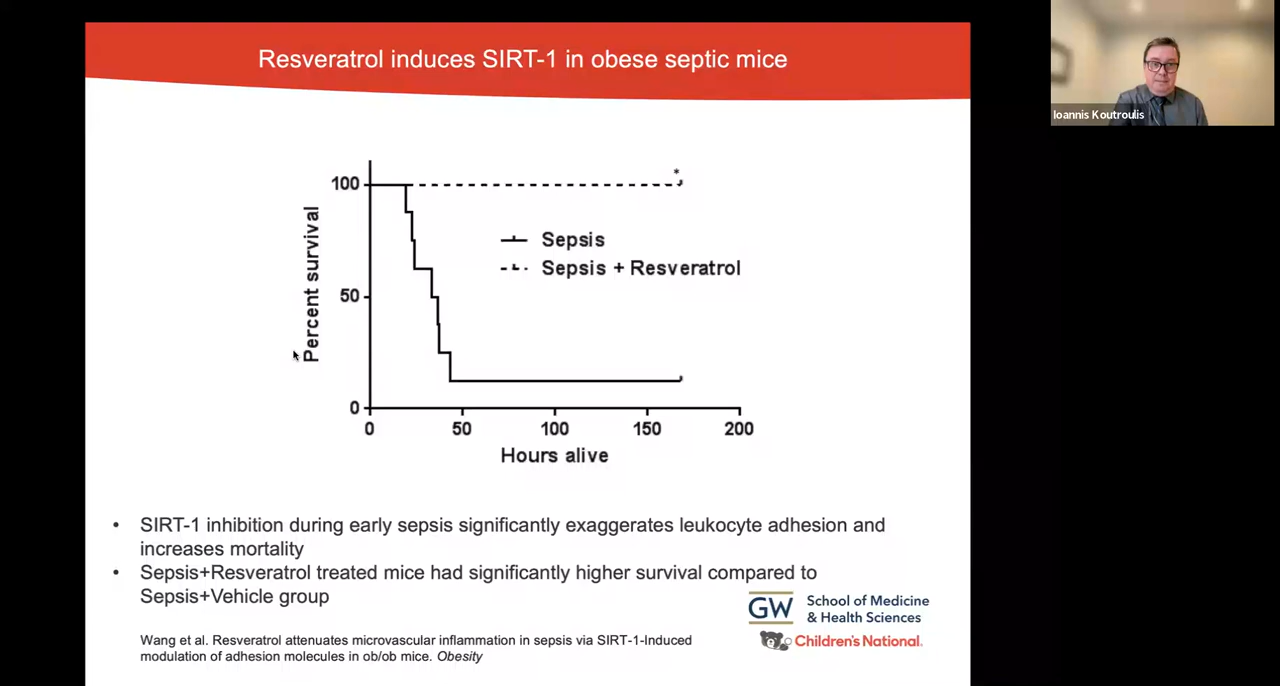 Resveratrol induces SIRT-1 in obese septic mice
Ioannis Koutroulis
100
50
0
Percent survival
*
Sepsis
Sepsis + Resveratrol
0 50 100 150 200
Hours alive
• SIRT-1 inhibition during early sepsis significantly exaggerates leukocyte adhesion and
increases mortality
• Sepsis+Resveratrol treated mice had significantly higher survival compared to
Sepsis+Vehicle group
GW School of Medicine
& Health Sciences
Children's National.
Wang et al. Resveratrol attenuates microvascular inflammation in sepsis via SIRT-1-Induced
modulation of adhesion molecules in ob/ob mice. Obesity